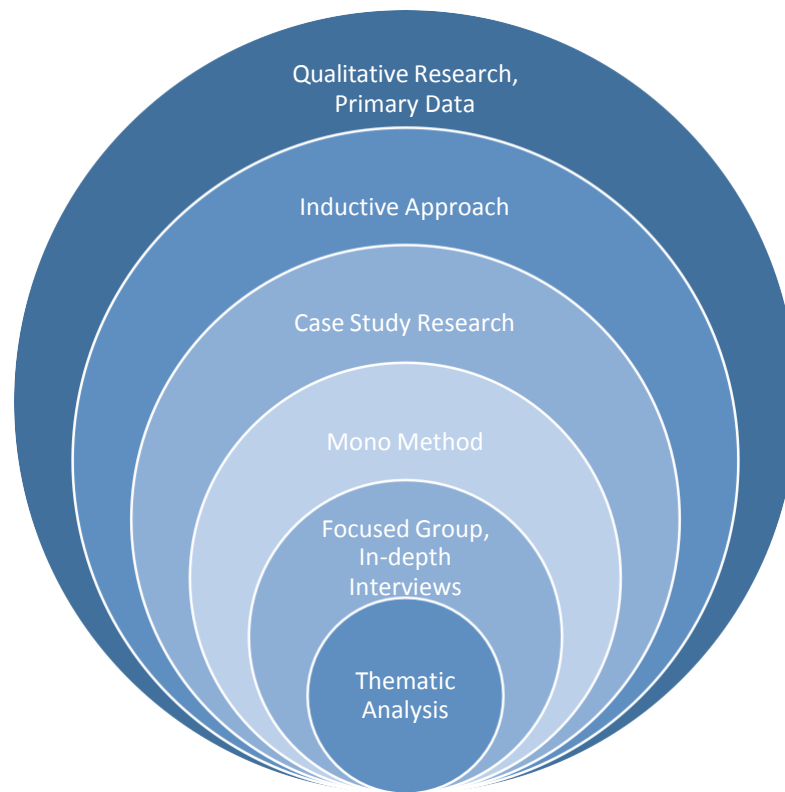 Qualitative Research,
Primary Data
Inductive Approach
Case Study Research
Mono Method
Focused Group,
In-depth
Interviews
Thematic
Analysis